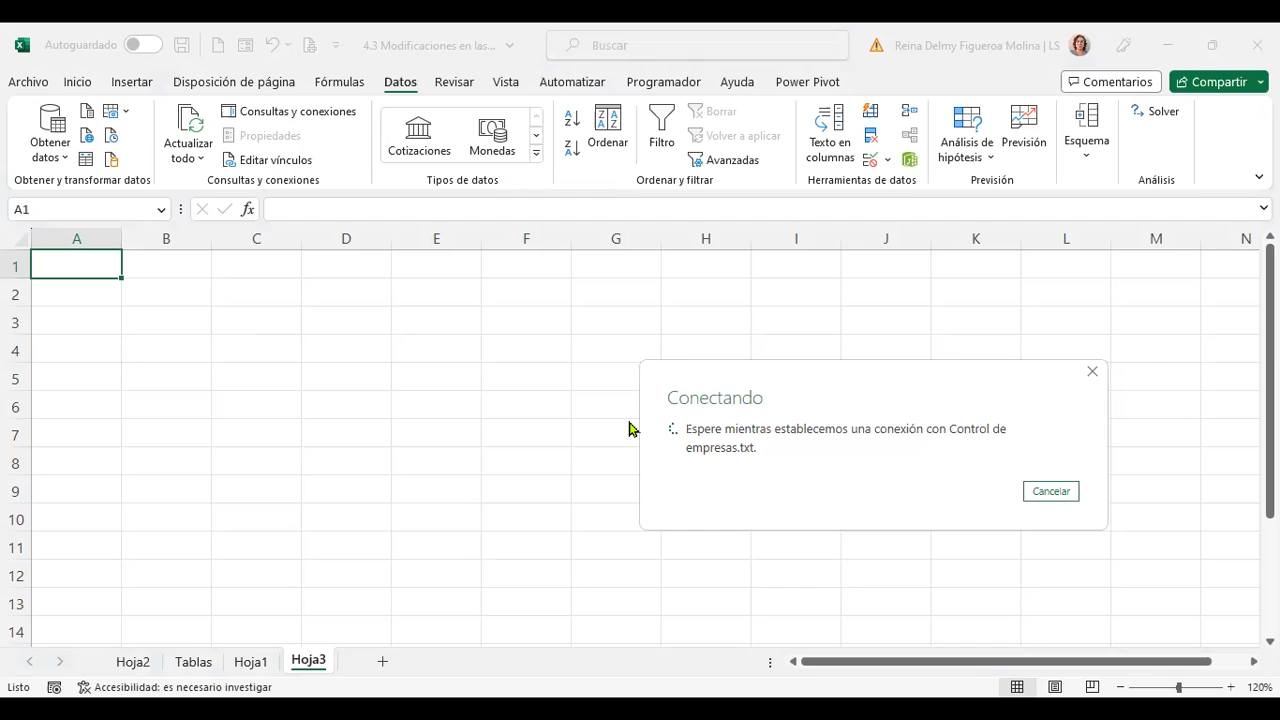 Autoguardado
4.3 Modificaciones en las...
Buscar
Reina Delmy Figueroa Molina | LS
Archivo Inicio Insertar Disposición de página Fórmulas Datos Revisar Vista Automatizar Programador Ayuda Power Pivot Comentarios Compartir
Obtener datos
Actualizar todo
Consultas y conexiones
Propiedades
Editar vínculos
Cotizaciones Monedas
Ordenar
Filtro
Borrar
Volver a aplicar
Avanzadas
Texto en columnas
Análisis de hipótesis
Previsión
Esquema
Solver
Obtener y transformar datos Consultas y conexiones Tipos de datos Ordenar y filtrar Herramientas de datos Previsión Análisis
A1 fx
A B C D E F G H I J K L M N
1
2
3
4
5
6
7
8
9
10
11
12
13
14
Conectando
Espere mientras establecemos una conexión con Control de
empresas.txt.
Cancelar
Hoja2 Tablas Hoja1 Hoja3
Listo Accesibilidad: es necesario investigar 120%